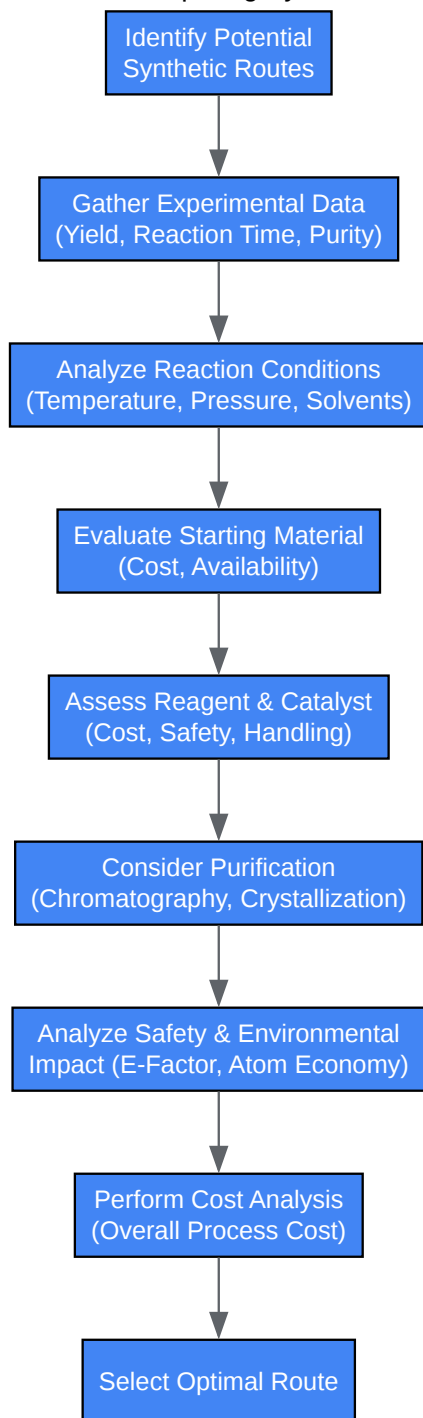 Identify Potential
Synthetic Routes
Gather Experimental Data
(Yield, Reaction Time, Purity)
Analyze Reaction Conditions
(Temperature, Pressure, Solvents)
Evaluate Starting Material
(Cost, Availability)
Assess Reagent & Catalyst
(Cost, Safety, Handling)
Consider Purification
(Chromatography, Crystallization)
Analyze Safety & Environmental
Impact (E-Factor, Atom Economy)
Perform Cost Analysis
(Overall Process Cost)
Select Optimal Route